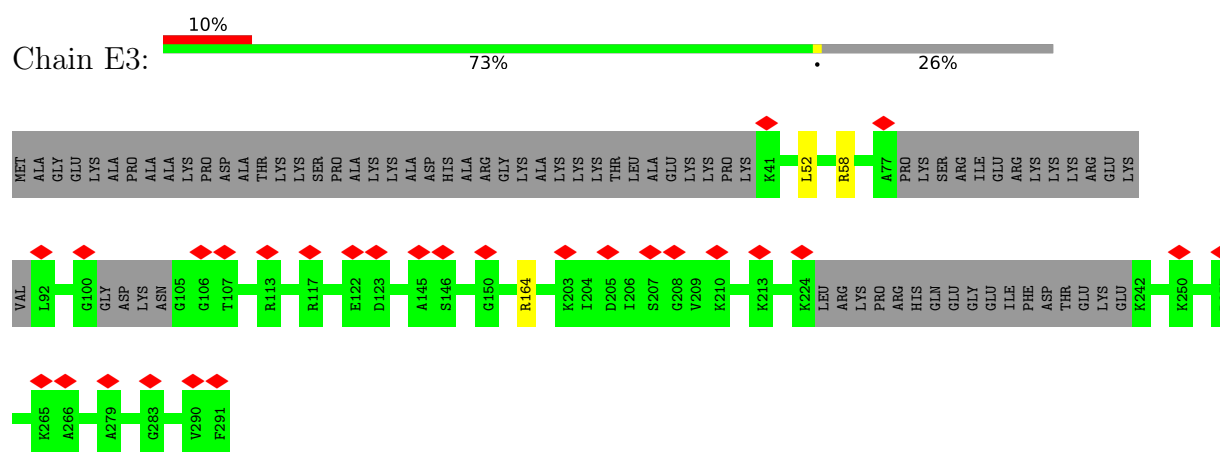 10%
Chain E3:
73% • 26%
MET ALA GLY GLU LYS ALA PRO ALA ALA LYS PRO ASP ALA THR LYS LYS SER PRO ALA LYS LYS ALA ASP HIS ALA ARG GLY LYS ALA LYS LYS LYS THR LEU ALA GLU LYS LYS PRO LYS K41 L52 R58 A77 PRO LYS SER ARG ILE GLU ARG LYS LYS LYS ARG GLU LYS
VAL L92 G100 GLY ASP LYS ASN G105 G106 T107 R113 R117 E122 D123 A145 S146 G150 R164 K203 I204 D205 I206 S207 G208 V209 K210 K213 K224 LEU ARG LYS PRO ARG HIS GLN GLU GLY GLU ILE PHE ASP THR GLU LYS GLU K242 K250
K265 A266 A279 G283 V290 F291